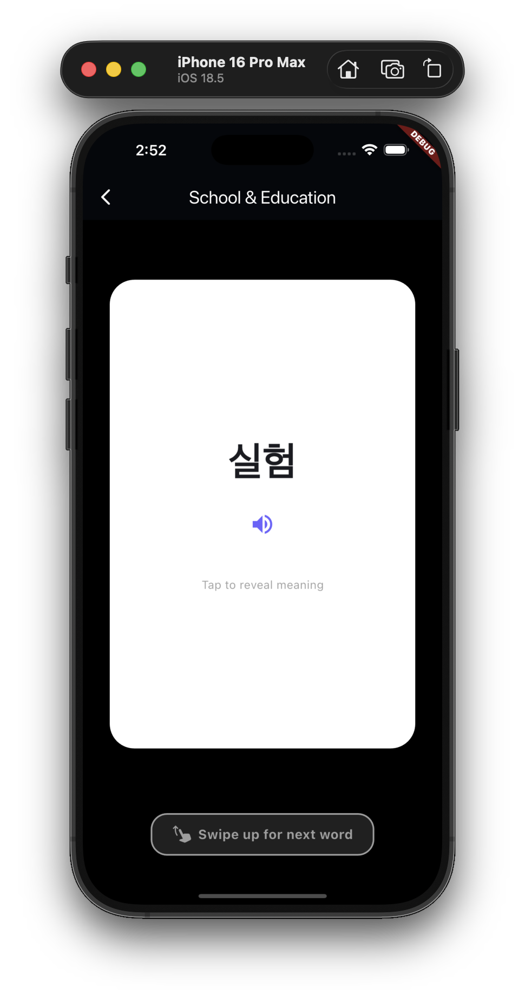 iPhone 16 Pro Max
iOS 18.5
2:52
DEBUG
School & Education
실험
Tap to reveal meaning
Swipe up for next word